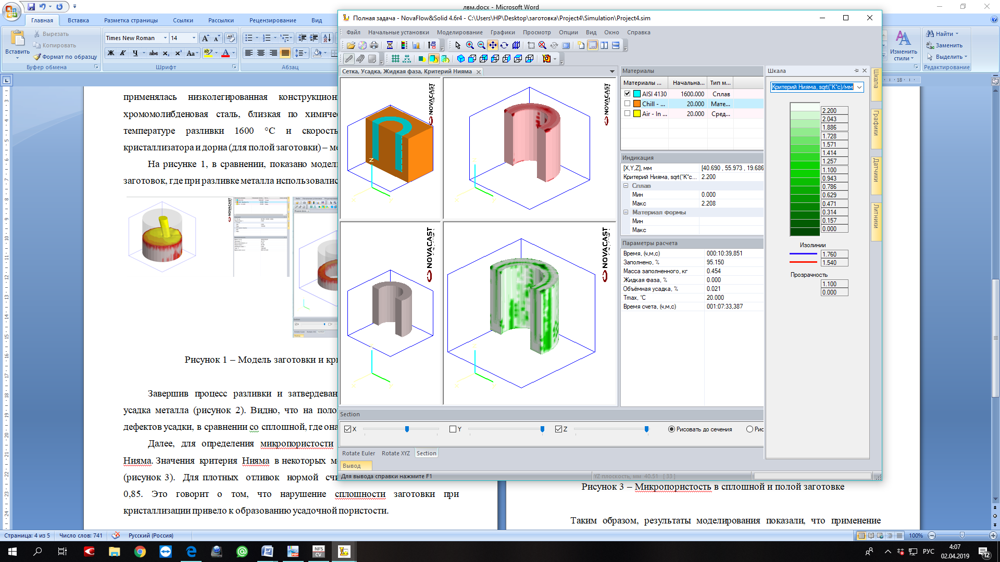 лвм.docx - Microsoft Word
Главная Вставка Разметка страницы Ссылки Рассылки Рецензирование Вид
Вставить
Вырезать
Копировать
Формат по образцу
Буфер обмена
Times New Roman 14
Ж К Ч abc x₂ x² Aa
Шрифт
Абзац
Изменить стили
Найти
Заменить
Выделить
Редактирование
применялась низколегированная конструкцион
хромомолибденовая сталь, близкая по химиче
температуре разливки 1600 °С и скорость
кристаллизатора и дорна (для полой заготовки) – ме
На рисунке 1, в сравнении, показано модел
заготовок, где при разливке металла использовалис
Рисунок 1 – Модель заготовки и кри
Завершив процесс разливки и затвердеван
усадка металла (рисунок 2). Видно, что на поло
дефектов усадки, в сравнении со сплошной, где она
Далее, для определения микропористости
Нияма. Значения критерия Нияма в некоторых м
(рисунок 3). Для плотных отливок нормой счи
0,85. Это говорит о том, что нарушение сплошности заготовки при
кристаллизации привело к образованию усадочной пористости.
Рисунок 3 – Микропористость в сплошной и полой заготовке
Таким образом, результаты моделирования показали, что применение
Полная задача - NovaFlow&Solid 4.6r4 - C:\Users\HP\Desktop\заготовка\Project4\Simulation\Project4.sim
Файл Начальные установки Моделирование Графики Просмотр Опции Вид Окно Справка
Сетка, Усадка, Жидкая фаза, Критерий Нияма
NOVACAST
NOVACAST
NOVACAST
NOVACAST
Материалы
Материалы ... Начальна... Тип м...
AISI 4130 1600.000 Сплав
Chill - ... 20.000 Мате...
Air - In ... 20.000 Сред...
Индикация
[X,Y,Z], мм [40.690 , 55.973 , 19.686
Критерий Нияма, sqrt(°K*с... 2.200
Сплав
Мин 0.000
Макс 2.208
Материал формы
Мин
Макс
Параметры расчета
Время, (ч,м,с) 000:10:39,851
Заполнено, % 95.150
Масса заполненного, кг 0.454
Жидкая фаза, % 0.000
Объёмная усадка, % 0.021
Tmax, °C 20.000
Время счета, (ч,м,с) 001:07:33,387
Шкала
Критерий Нияма, sqrt(°K*с)/мм
2.200
2.043
1.886
1.728
1.571
1.414
1.257
1.100
0.943
0.786
0.629
0.471
0.314
0.157
0.000
Изолинии
1.760
1.540
Прозрачность
1.100
0.000
Шкала
Графики
Датчики
Литники
Section
X Y Z Рисовать до сечения Рис
Rotate Euler Rotate XYZ Section
Вывод
Для вывода справки нажмите F1 YZ плоскость, мм 40.51 [ 33 ]
Страница: 4 из 5 Число слов: 741 Русский (Россия) 100%
NFS CV
РУС
4:07
02.04.2019
12